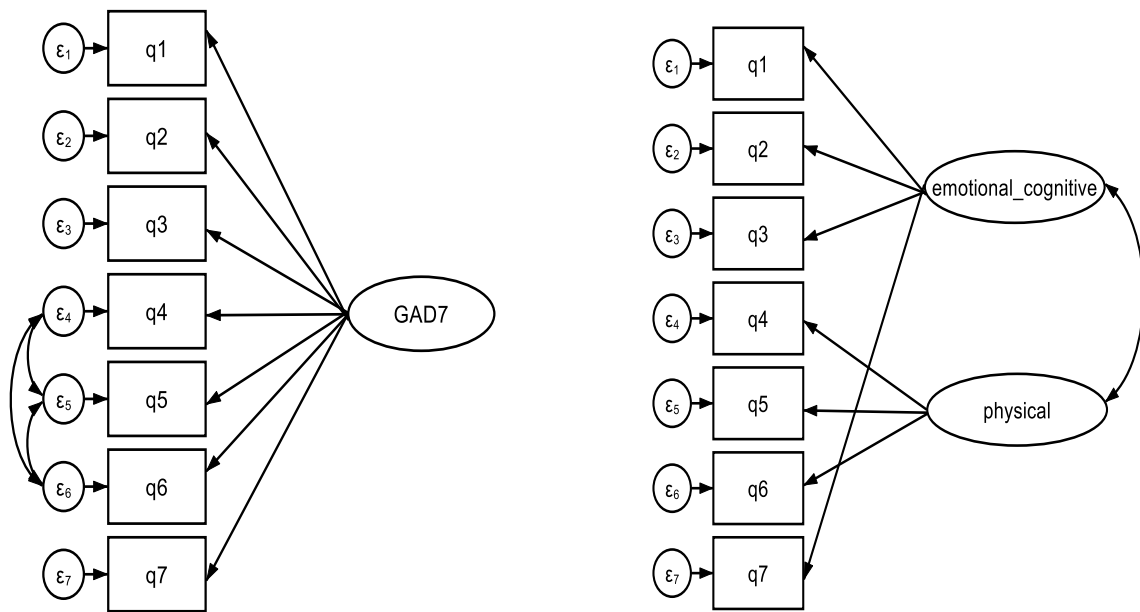 ε₁
q1
ε₂
q2
ε₃
q3
ε₄
q4
ε₅
q5
ε₆
q6
ε₇
q7
GAD7
ε₁
q1
ε₂
q2
ε₃
q3
ε₄
q4
ε₅
q5
ε₆
q6
ε₇
q7
emotional_cognitive
physical